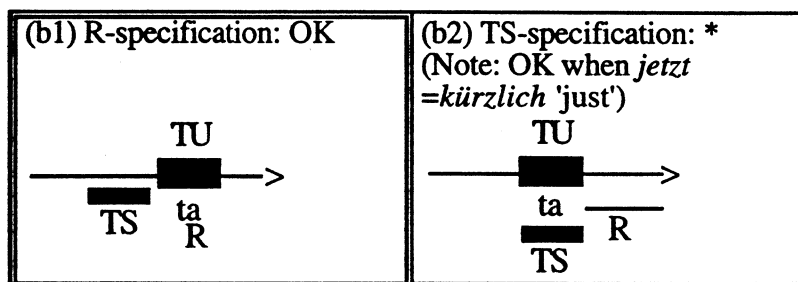 (b1) R-specification: OK
TU
TS
ta
R
(b2) TS-specification: *
(Note: OK when jetzt
=kürzlich 'just')
TU
ta
R
TS